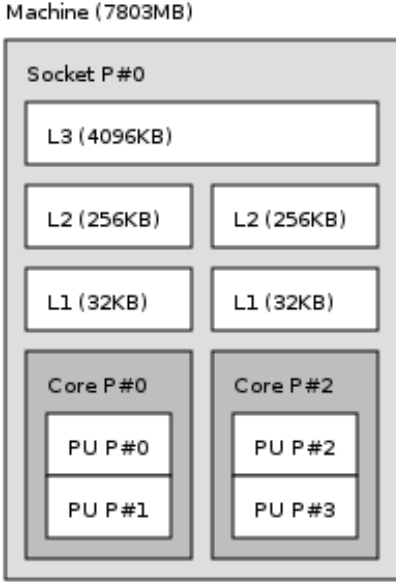 Machine (7803MB)
Socket P#0
L3 (4096KB)
L2 (256KB) L2 (256KB)
L1 (32KB) L1 (32KB)
Core P#0 Core P#2
PU P#0 PU P#2
PU P#1 PU P#3